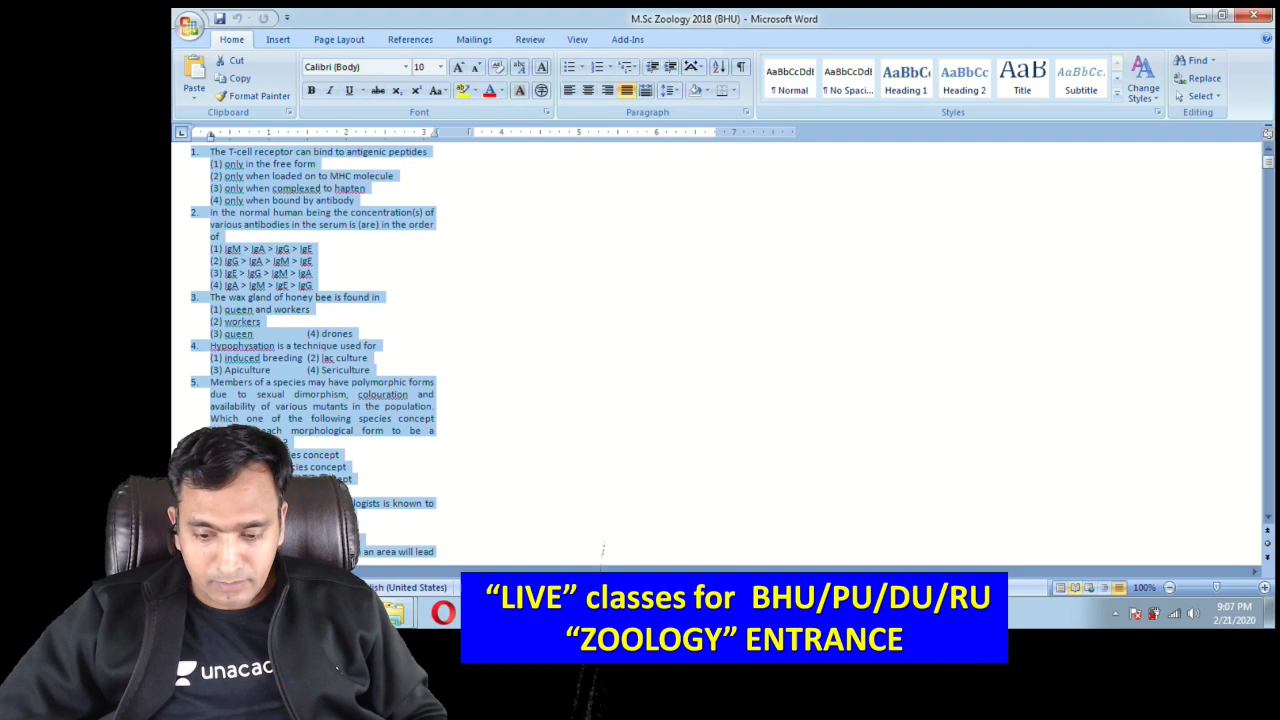 M.Sc Zoology 2018 (BHU) - Microsoft Word
Home Insert Page Layout References Mailings Review View Add-Ins
Paste
Cut
Copy
Format Painter
Clipboard
Calibri (Body) 10
Font
Paragraph
AaBbCcDdI AaBbCcDdI AaBbC AaBbCc AaB AaBbCc.
¶ Normal ¶ No Spaci... Heading 1 Heading 2 Title Subtitle
Change Styles
Styles
Find
Replace
Select
Editing
1 2 3 4 5 6 7
1. The T-cell receptor can bind to antigenic peptides
(1) only in the free form
(2) only when loaded on to MHC molecule
(3) only when complexed to hapten
(4) only when bound by antibody
2. In the normal human being the concentration(s) of
various antibodies in the serum is (are) in the order
of
(1) IgM > IgA > IgG > IgE
(2) IgG > IgA > IgM > IgE
(3) IgE > IgG > IgM > IgA
(4) IgA > IgM > IgE > IgG
3. The wax gland of honey bee is found in
(1) queen and workers
(2) workers
(3) queen (4) drones
4. Hypophysation is a technique used for
(1) induced breeding (2) lac culture
(3) Apiculture (4) Sericulture
5. Members of a species may have polymorphic forms
due to sexual dimorphism, colouration and
availability of various mutants in the population.
Which one of the following species concept
each morphological form to be a
concept
concept
is known to
an area will lead
(United States)
100%
9:07 PM
2/21/2020
“LIVE” classes for BHU/PU/DU/RU
“ZOOLOGY” ENTRANCE